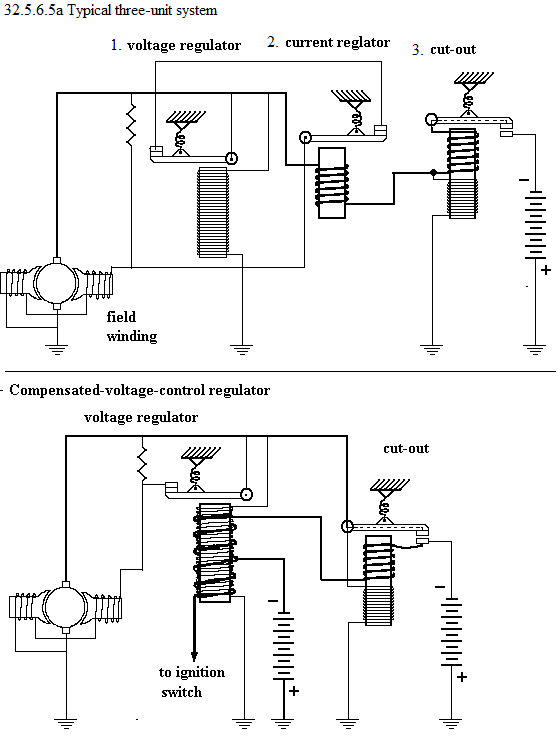 32.5.6.5a Typical three-unit system
1. voltage regulator
2. current reglator
3. cut-out
−
+
field
winding
- Compensated-voltage-control regulator
voltage regulator
cut-out
−
−
to ignition
switch
+
+